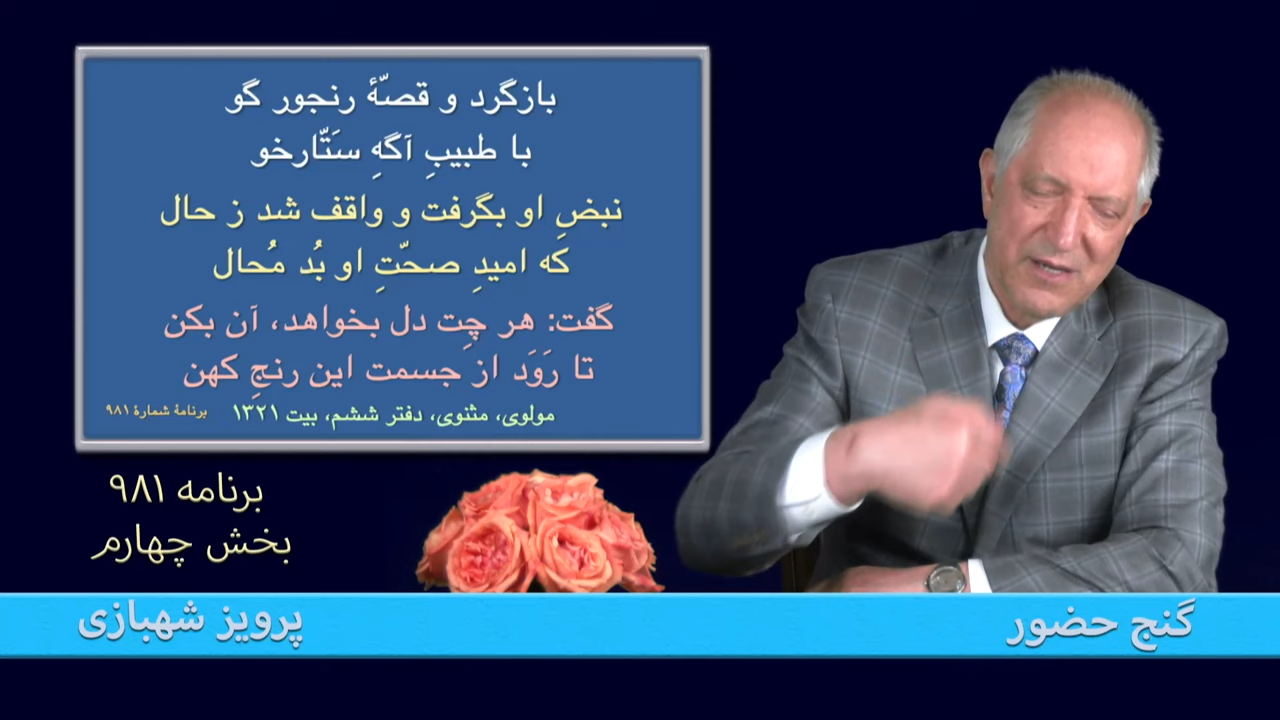 بازگرد و قصّهٔ رنجور گو
با طبیبِ آگهِ ستَّارخو
نبضِ او بگرفت و واقف شد ز حال
که امیدِ صحّتِ او بُد مُحال
گفت: هر چِت دل بخواهد، آن بکن
تا رَوَد از جسمت این رنجِ کهن
مولوی، مثنوی، دفتر ششم، بیت ۱۳۲۱
برنامهٔ شمارهٔ ۹۸۱
برنامه ۹۸۱
بخش چهارم
گنج حضور
پرویز شهبازی